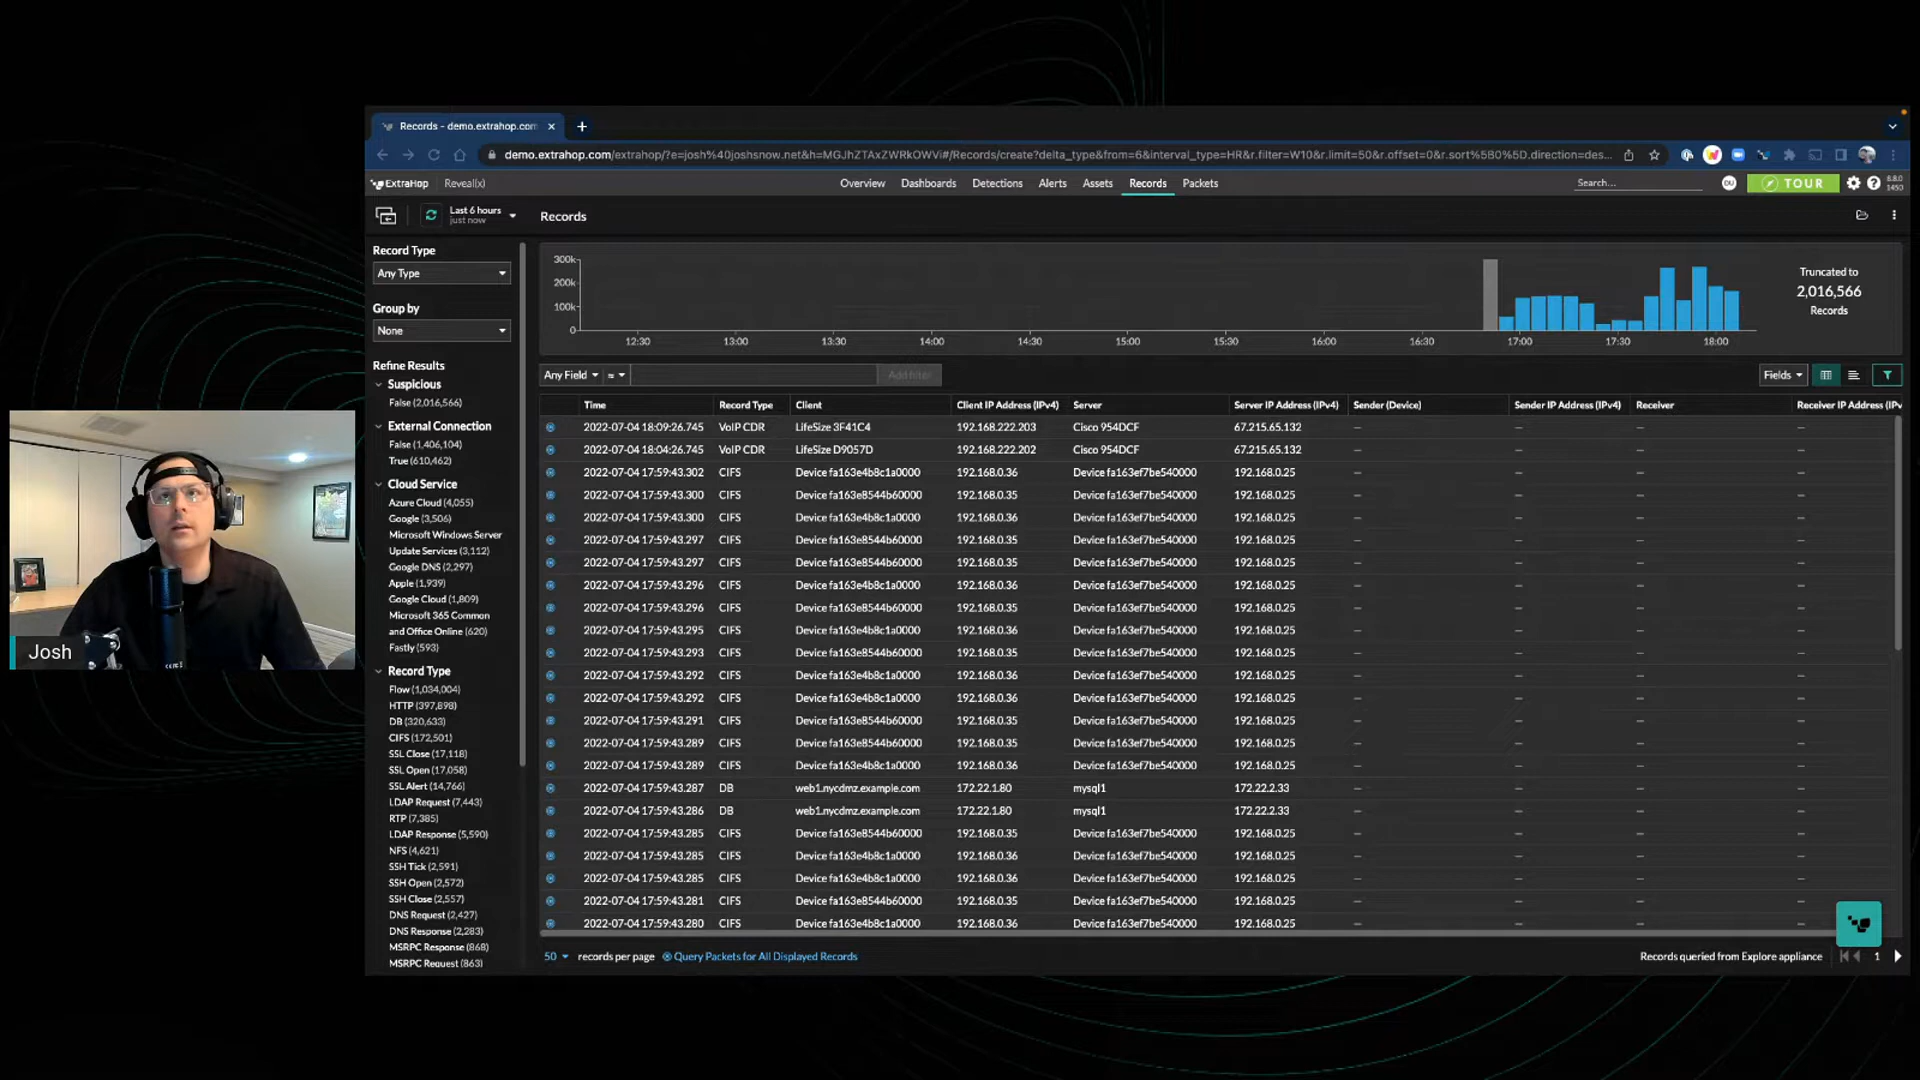 Records - demo.extrahop.com
demo.extrahop.com/extrahop/?e=josh%40joshsnow.net&h=MGJhZTAxZWRkOWVi#/Records/create?delta_type&from=6&interval_type=HR&r.filter=W10&r.limit=50&r.offset=0&r.sort%5B0%5D.direction=des...
ExtraHop Reveal(x) Overview Dashboards Detections Alerts Assets Records Packets Search... DU TOUR 8.8.0 1450
Last 6 hours
just now
Records
Record Type
Any Type
Group by
None
Refine Results
Suspicious
False (2,016,566)
External Connection
False (1,406,104)
True (610,462)
Cloud Service
Azure Cloud (4,055)
Google (3,506)
Microsoft Windows Server
Update Services (3,112)
Google DNS (2,297)
Apple (1,939)
Google Cloud (1,809)
Microsoft 365 Common
and Office Online (620)
Fastly (593)
Record Type
Flow (1,034,004)
HTTP (397,898)
DB (320,633)
CIFS (172,501)
SSL Close (17,118)
SSL Open (17,058)
SSL Alert (14,766)
LDAP Request (7,443)
RTP (7,385)
LDAP Response (5,590)
NFS (4,621)
SSH Tick (2,591)
SSH Open (2,572)
SSH Close (2,557)
DNS Request (2,427)
DNS Response (2,283)
MSRPC Response (868)
MSRPC Request (863)
300k
200k
100k
0
12:30 13:00 13:30 14:00 14:30 15:00 15:30 16:00 16:30 17:00 17:30 18:00
Truncated to
2,016,566
Records
Any Field ≈ Add filter Fields
Time Record Type Client Client IP Address (IPv4) Server Server IP Address (IPv4) Sender (Device) Sender IP Address (IPv4) Receiver Receiver IP Address (IPv
2022-07-04 18:09:26.745 VoIP CDR LifeSize 3F41C4 192.168.222.203 Cisco 954DCF 67.215.65.132 — — — —
2022-07-04 18:04:26.745 VoIP CDR LifeSize D9057D 192.168.222.202 Cisco 954DCF 67.215.65.132 — — — —
2022-07-04 17:59:43.302 CIFS Device fa163e4b8c1a0000 192.168.0.36 Device fa163ef7be540000 192.168.0.25 — — — —
2022-07-04 17:59:43.300 CIFS Device fa163e8544b60000 192.168.0.35 Device fa163ef7be540000 192.168.0.25 — — — —
2022-07-04 17:59:43.300 CIFS Device fa163e4b8c1a0000 192.168.0.36 Device fa163ef7be540000 192.168.0.25 — — — —
2022-07-04 17:59:43.297 CIFS Device fa163e8544b60000 192.168.0.35 Device fa163ef7be540000 192.168.0.25 — — — —
2022-07-04 17:59:43.297 CIFS Device fa163e8544b60000 192.168.0.35 Device fa163ef7be540000 192.168.0.25 — — — —
2022-07-04 17:59:43.296 CIFS Device fa163e4b8c1a0000 192.168.0.36 Device fa163ef7be540000 192.168.0.25 — — — —
2022-07-04 17:59:43.296 CIFS Device fa163e8544b60000 192.168.0.35 Device fa163ef7be540000 192.168.0.25 — — — —
2022-07-04 17:59:43.295 CIFS Device fa163e4b8c1a0000 192.168.0.36 Device fa163ef7be540000 192.168.0.25 — — — —
2022-07-04 17:59:43.293 CIFS Device fa163e8544b60000 192.168.0.35 Device fa163ef7be540000 192.168.0.25 — — — —
2022-07-04 17:59:43.292 CIFS Device fa163e4b8c1a0000 192.168.0.36 Device fa163ef7be540000 192.168.0.25 — — — —
2022-07-04 17:59:43.292 CIFS Device fa163e4b8c1a0000 192.168.0.36 Device fa163ef7be540000 192.168.0.25 — — — —
2022-07-04 17:59:43.291 CIFS Device fa163e8544b60000 192.168.0.35 Device fa163ef7be540000 192.168.0.25 — — — —
2022-07-04 17:59:43.289 CIFS Device fa163e8544b60000 192.168.0.35 Device fa163ef7be540000 192.168.0.25 — — — —
2022-07-04 17:59:43.289 CIFS Device fa163e4b8c1a0000 192.168.0.36 Device fa163ef7be540000 192.168.0.25 — — — —
2022-07-04 17:59:43.287 DB web1.nycdmz.example.com 172.22.1.80 mysql1 172.22.2.33 — — — —
2022-07-04 17:59:43.286 DB web1.nycdmz.example.com 172.22.1.80 mysql1 172.22.2.33 — — — —
2022-07-04 17:59:43.285 CIFS Device fa163e8544b60000 192.168.0.35 Device fa163ef7be540000 192.168.0.25 — — — —
2022-07-04 17:59:43.285 CIFS Device fa163e4b8c1a0000 192.168.0.36 Device fa163ef7be540000 192.168.0.25 — — — —
2022-07-04 17:59:43.285 CIFS Device fa163e4b8c1a0000 192.168.0.36 Device fa163ef7be540000 192.168.0.25 — — — —
2022-07-04 17:59:43.281 CIFS Device fa163e8544b60000 192.168.0.35 Device fa163ef7be540000 192.168.0.25 — — — —
2022-07-04 17:59:43.280 CIFS Device fa163e4b8c1a0000 192.168.0.36 Device fa163ef7be540000 192.168.0.25 — — — —
50 records per page Query Packets for All Displayed Records Records queried from Explore appliance 1
Josh